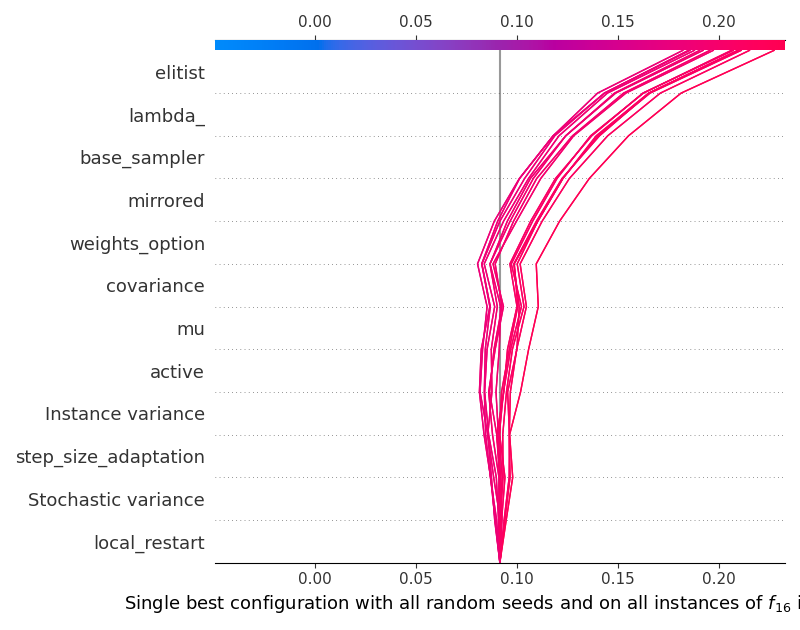 0.00 0.05 0.10 0.15 0.20
elitist
lambda_
base_sampler
mirrored
weights_option
covariance
mu
active
Instance variance
step_size_adaptation
Stochastic variance
local_restart
0.00 0.05 0.10 0.15 0.20
Single best configuration with all random seeds and on all instances of f₁₆ i